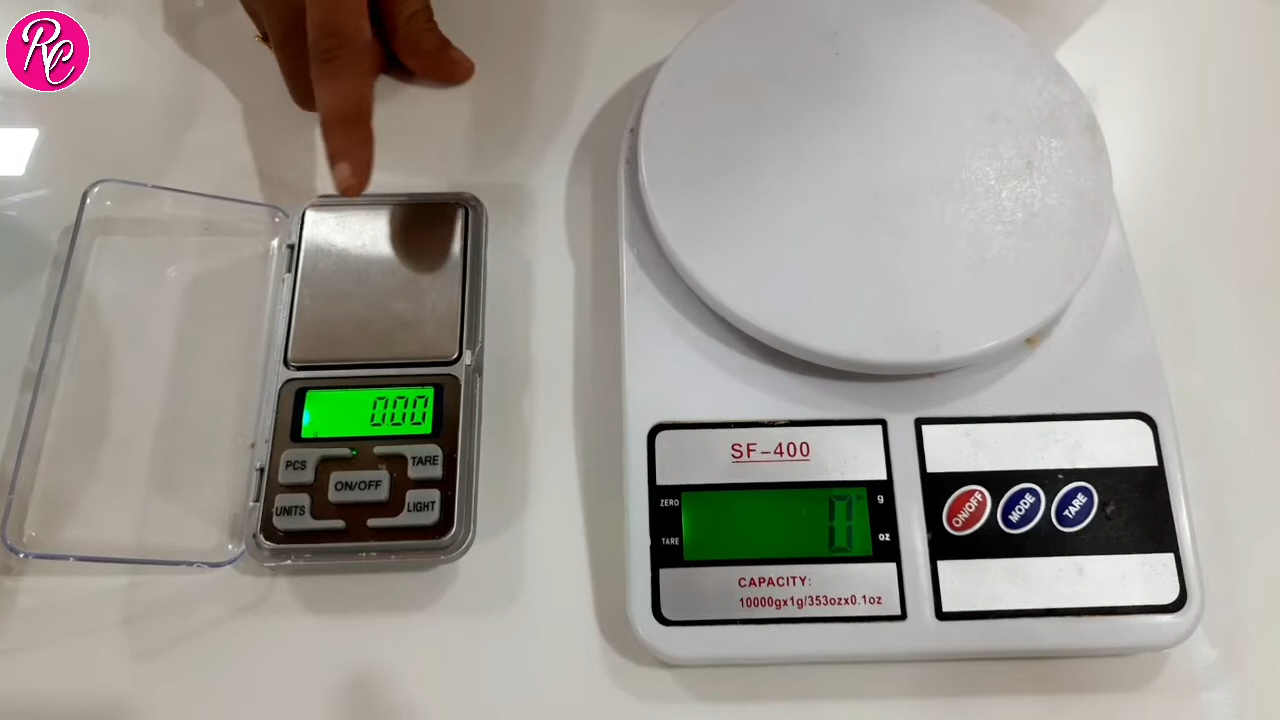 RC
0.00
PCS
TARE
ON/OFF
UNITS
LIGHT
SF-400
ZERO
g
0
TARE
oz
CAPACITY:
10000gx1g/353ozx0.1oz
ON/OFF
MODE
TARE